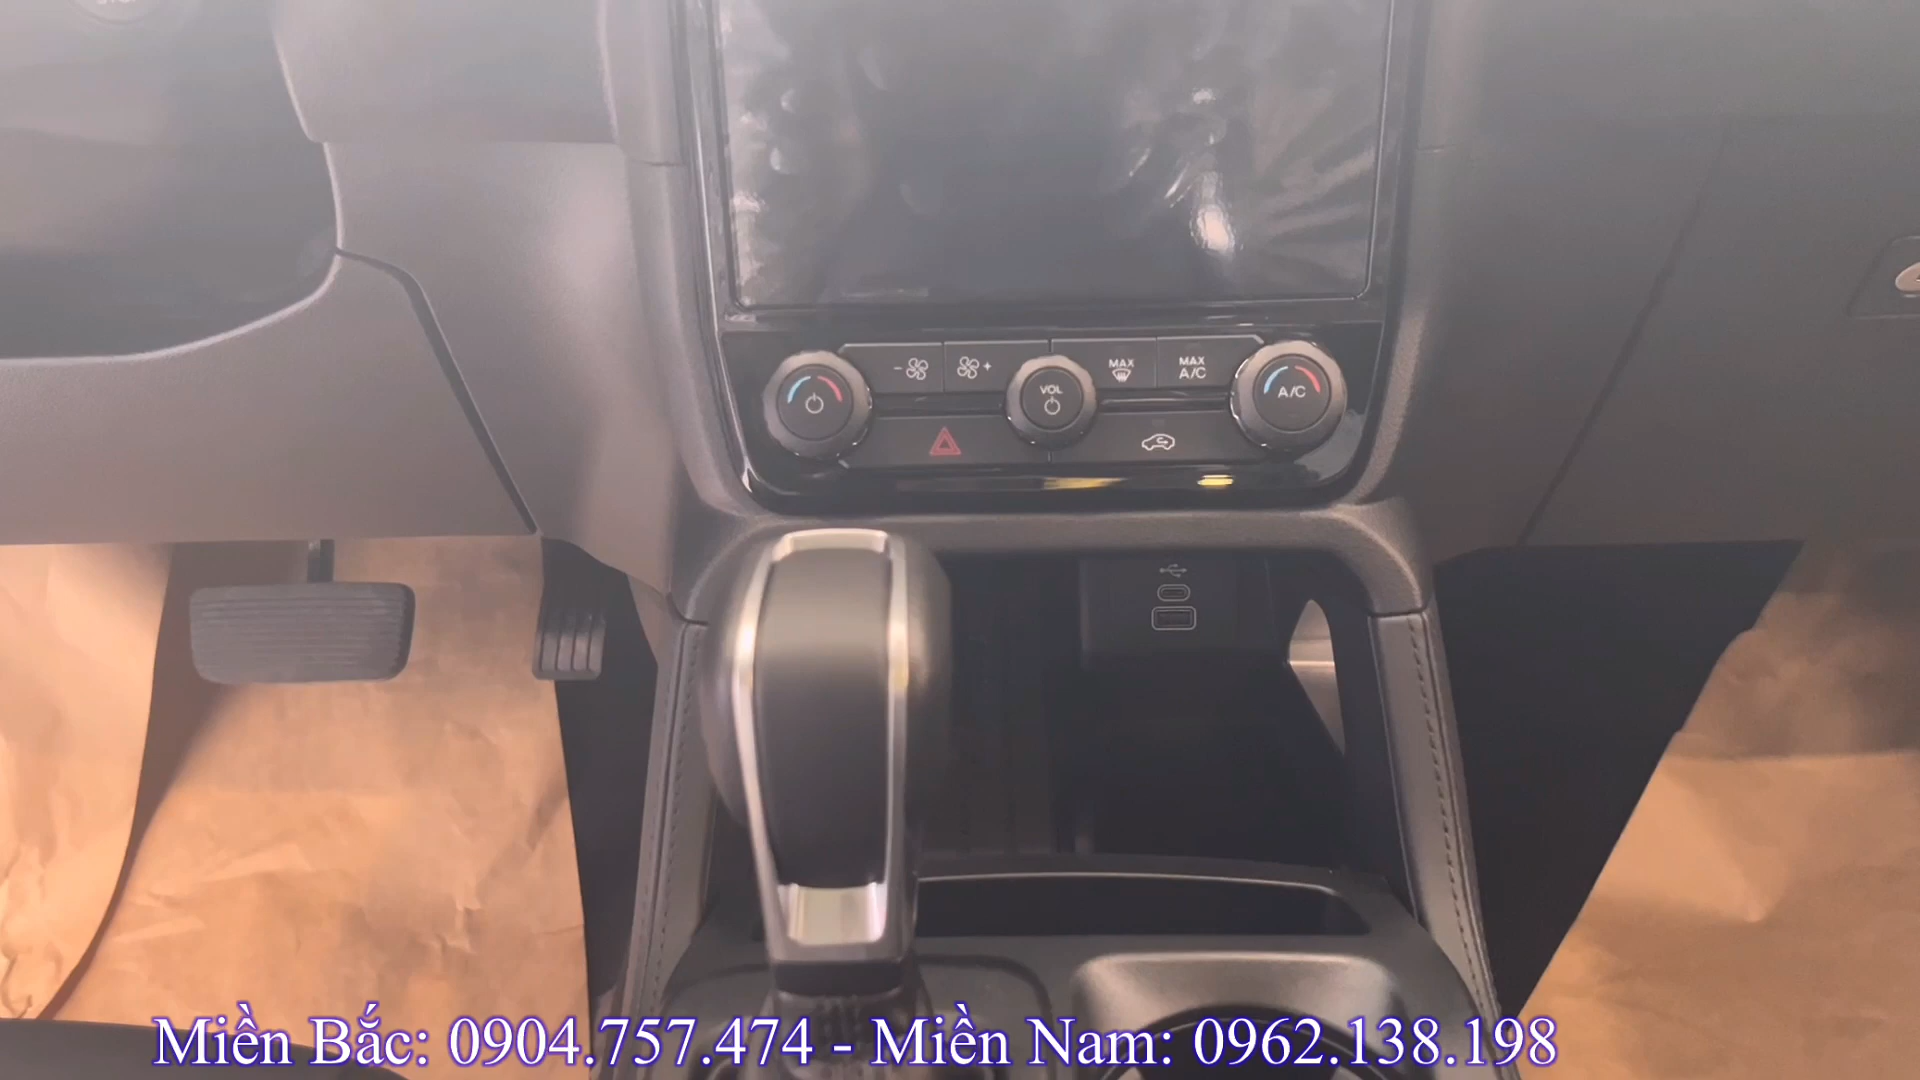 MAX
MAX
A/C
VOL
A/C
Miền Bắc: 0904.757.474 - Miền Nam: 0962.138.198